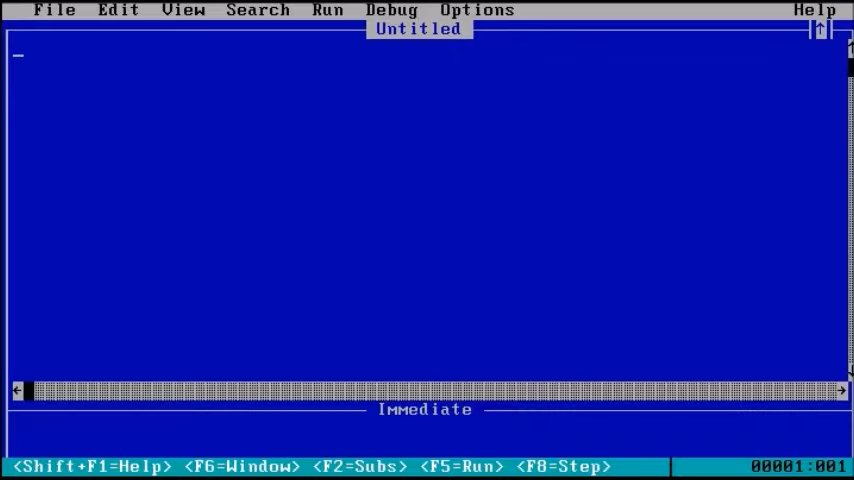 File Edit View Search Run Debug Options Help
Untitled
Immediate
<Shift+F1=Help> <F6=Window> <F2=Subs> <F5=Run> <F8=Step> 00001:001